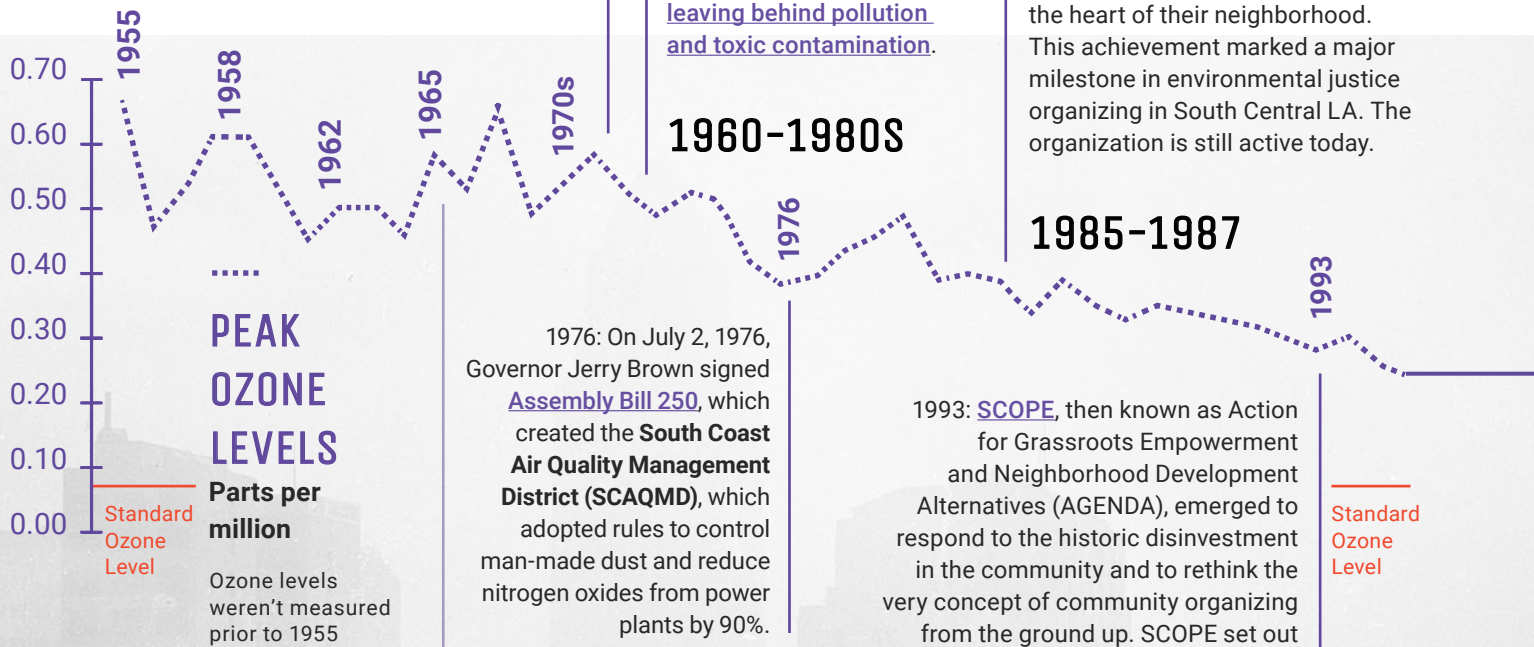 leaving behind pollution
and toxic contamination.
the heart of their neighborhood.
This achievement marked a major
milestone in environmental justice
organizing in South Central LA. The
organization is still active today.
1955
1958
1962
1965
1970s
1976
1993
1960-1980S
1985-1987
0.70
0.60
0.50
0.40
0.30
0.20
0.10
0.00
PEAK
OZONE
LEVELS
Parts per
million
Ozone levels
weren't measured
prior to 1955
Standard
Ozone
Level
1976: On July 2, 1976,
Governor Jerry Brown signed
Assembly Bill 250, which
created the South Coast
Air Quality Management
District (SCAQMD), which
adopted rules to control
man-made dust and reduce
nitrogen oxides from power
plants by 90%.
1993: SCOPE, then known as Action
for Grassroots Empowerment
and Neighborhood Development
Alternatives (AGENDA), emerged to
respond to the historic disinvestment
in the community and to rethink the
very concept of community organizing
from the ground up. SCOPE set out
Standard
Ozone
Level